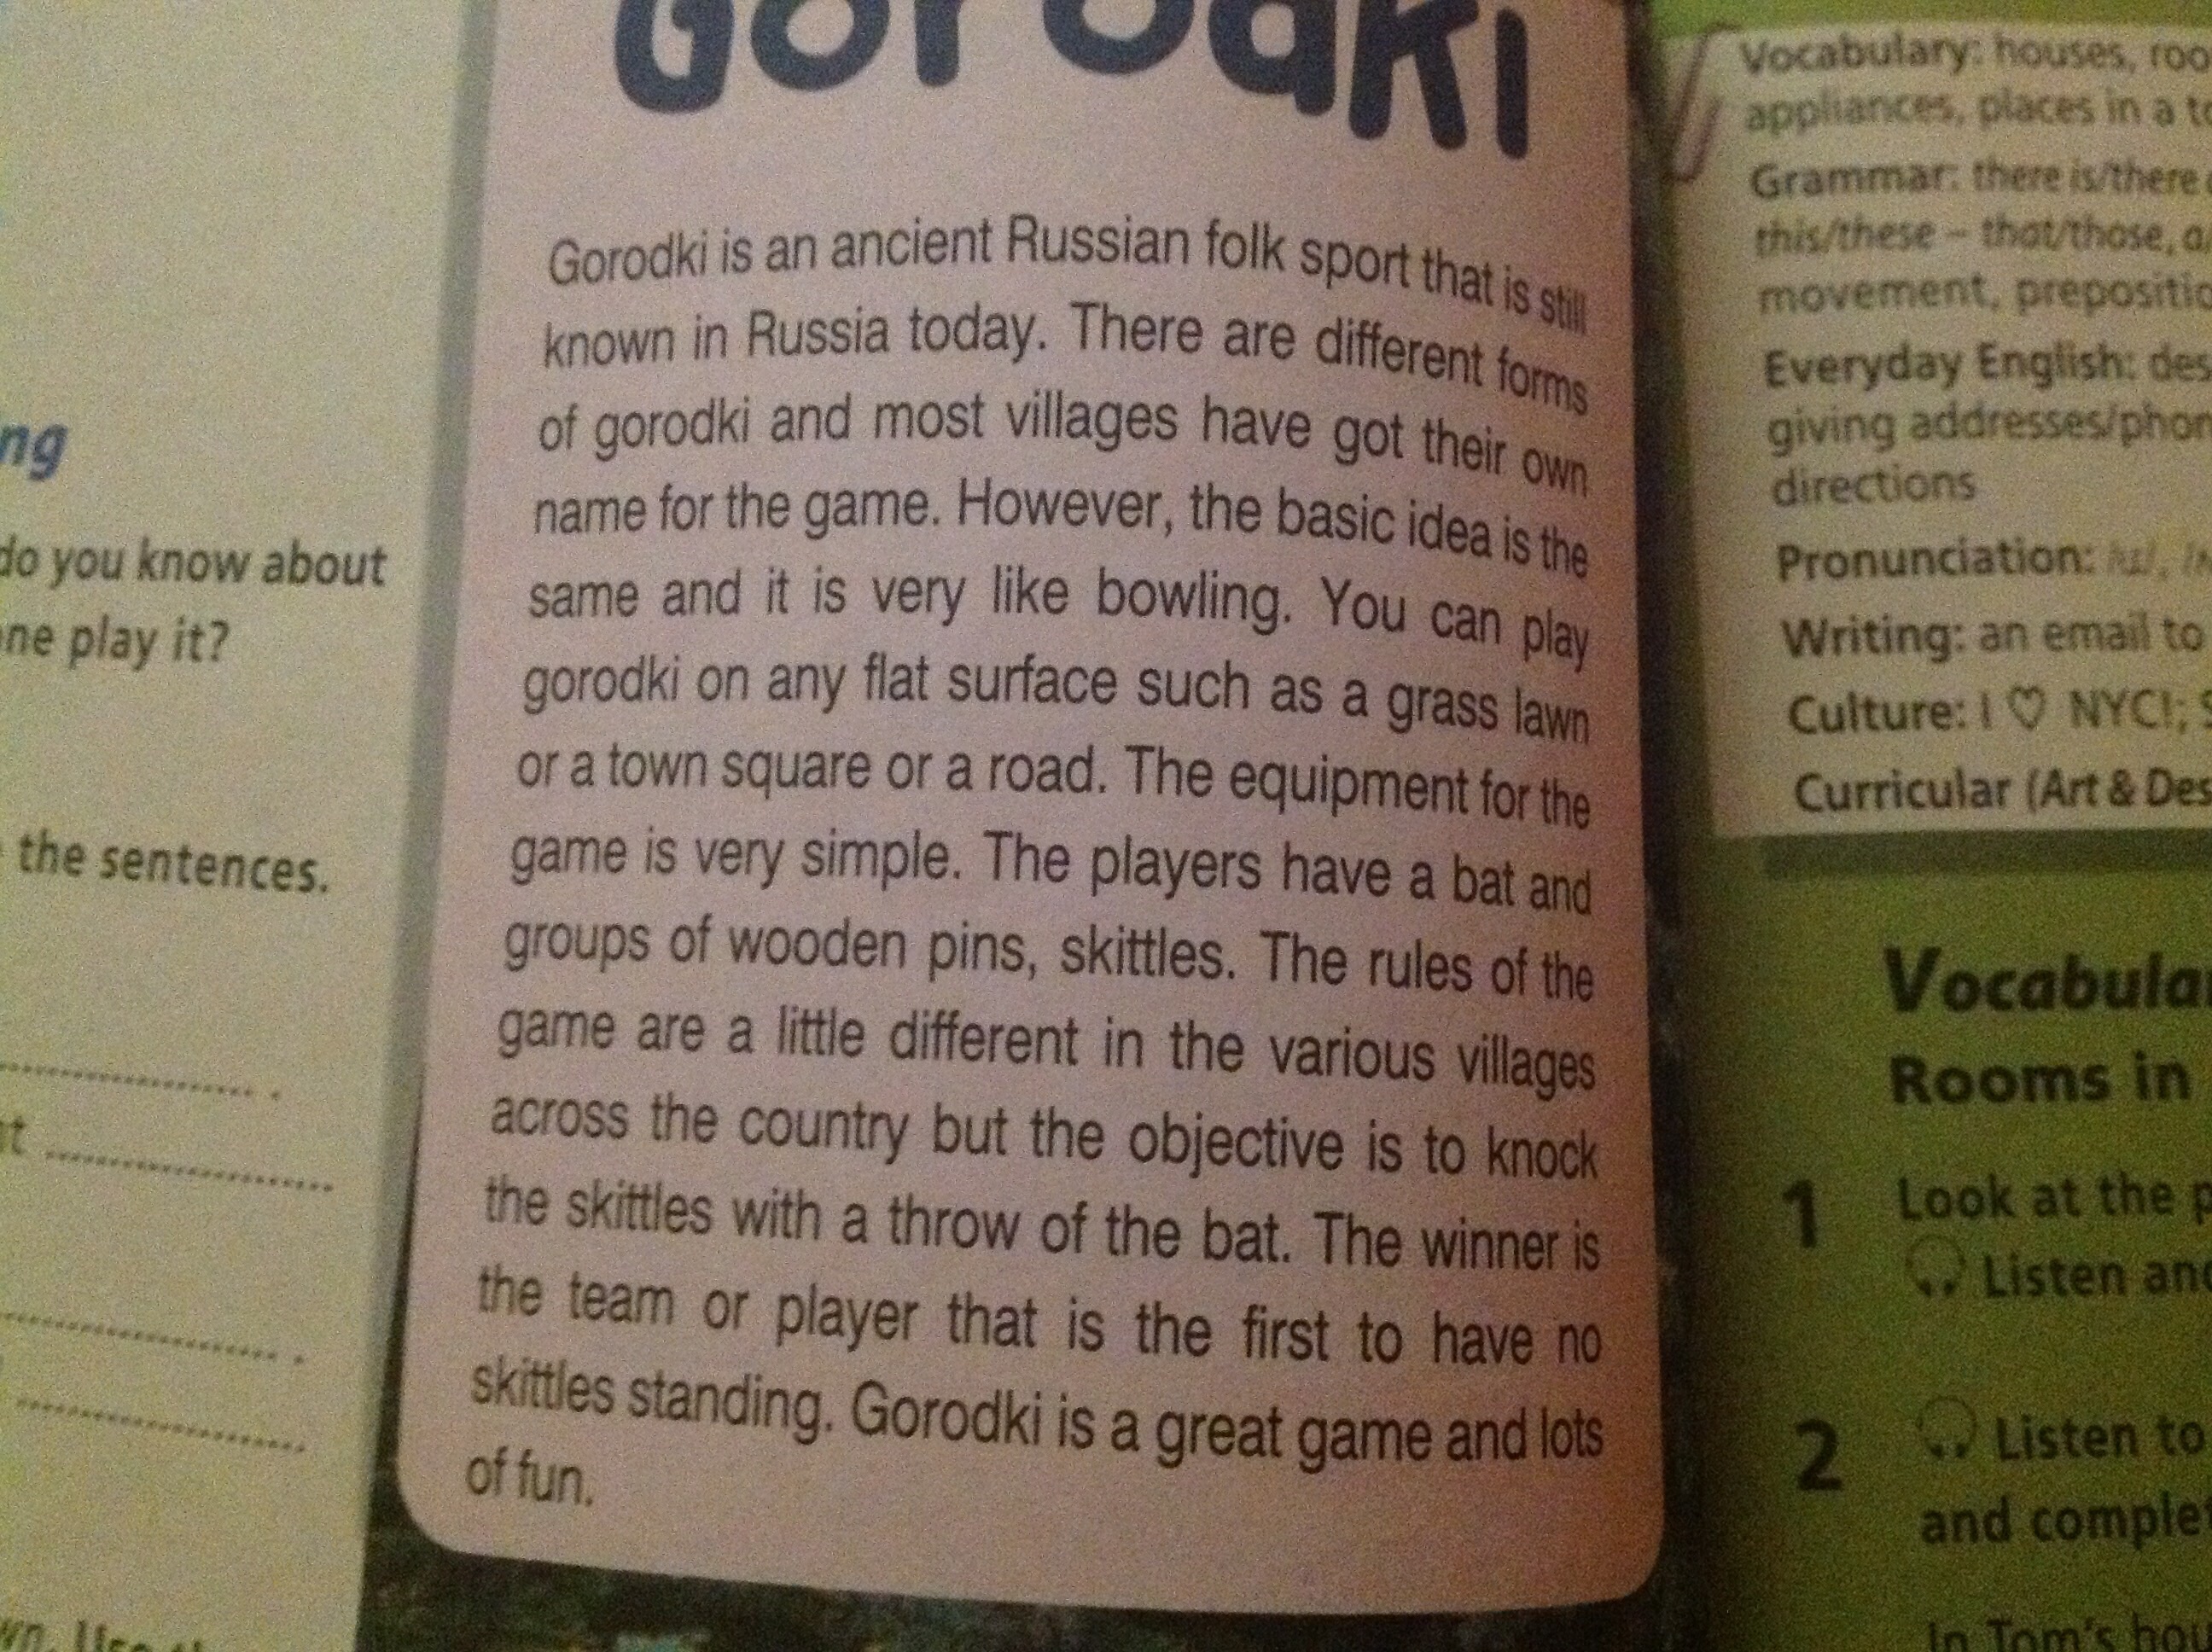 Gorodki
Gorodki is an ancient Russian folk sport that is still
known in Russia today. There are different forms
of gorodki and most villages have got their own
name for the game. However, the basic idea is the
same and it is very like bowling. You can play
gorodki on any flat surface such as a grass lawn
or a town square or a road. The equipment for the
game is very simple. The players have a bat and
groups of wooden pins, skittles. The rules of the
game are a little different in the various villages
across the country but the objective is to knock
the skittles with a throw of the bat. The winner is
the team or player that is the first to have no
skittles standing. Gorodki is a great game and lots
of fun.
ng
do you know about
play it?
the sentences.
Vocabulary: houses,
appliances, places in a
Grammar: there is/there
this/these – that/those,
movement,
Everyday English:
giving
directions
Pronunciation:
Writing: an email to
Culture: I ♡ NYC!;
Curricular (Art &
Rooms in
1
Look at the
Listen
2
Listen to
and
In Tom's